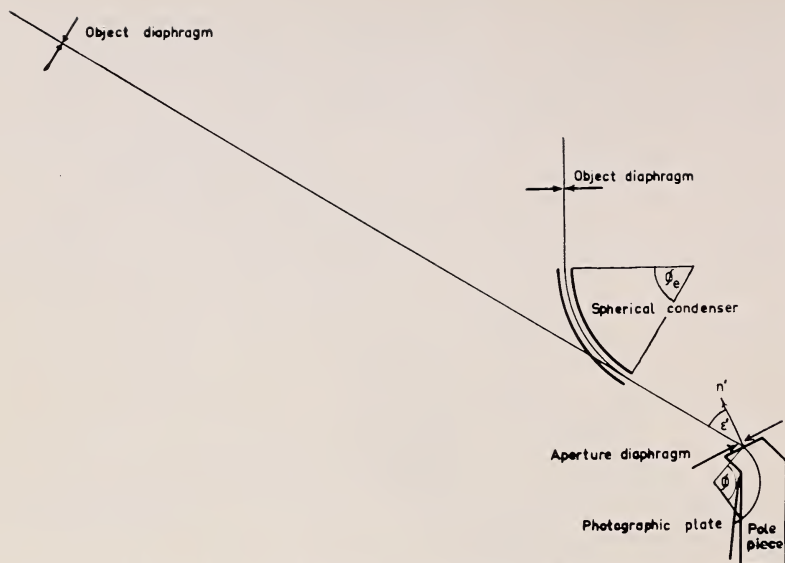 Object diaphragm
Object diaphragm
ϕe
Spherical condenser
n'
ε'
Aperture diaphragm
ϕ
Photographic plate
Pole
piece